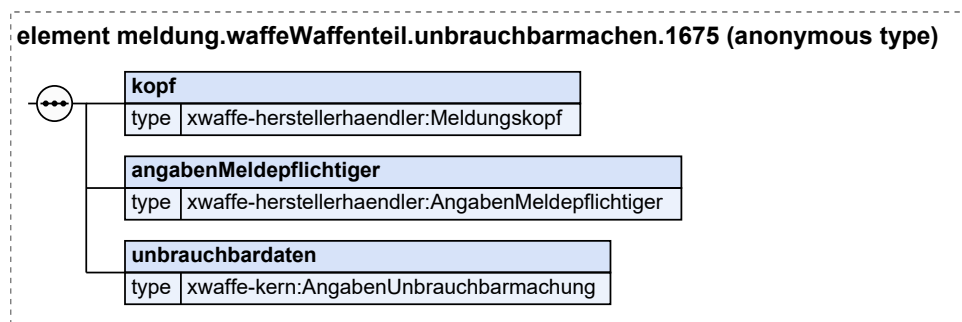 element meldung.waffeWaffenteil.unbrauchbarmachen.1675 (anonymous type)
kopf
type xwaffe-herstellerhaendler:Meldungskopf
angabenMeldepflichtiger
type xwaffe-herstellerhaendler:AngabenMeldepflichtiger
unbrauchbardaten
type xwaffe-kern:AngabenUnbrauchbarmachung